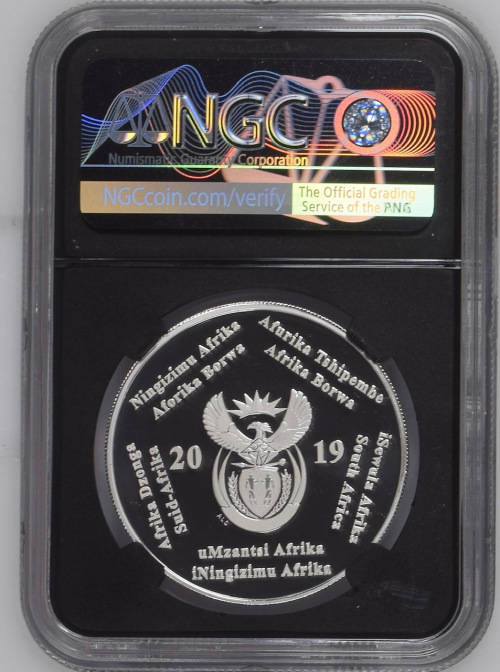 NGC
Numismatic Guaranty Corporation
NGCcoin.com/verify
The Official Grading
Service of the PNG
Ningizimu Afrika
Aforika Borwa
Afurika Tshipembe
Afrika Borwa
Afrika Dzonga
Suid-Afrika
20 19
iSewula Afrika
South Africa
ALS
uMzantsi Afrika
iNingizimu Afrika